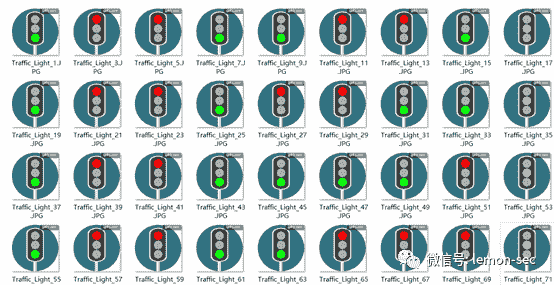 Traffic_Light_1.J
PG
Traffic_Light_3.J
PG
Traffic_Light_5.J
PG
Traffic_Light_7.J
PG
Traffic_Light_9.J
PG
Traffic_Light_11
.JPG
Traffic_Light_13
.JPG
Traffic_Light_15
.JPG
Traffic_Light_17
.JPG
Traffic_Light_19
.JPG
Traffic_Light_21
.JPG
Traffic_Light_23
.JPG
Traffic_Light_25
.JPG
Traffic_Light_27
.JPG
Traffic_Light_29
.JPG
Traffic_Light_31
.JPG
Traffic_Light_33
.JPG
Traffic_Light_35
.JPG
Traffic_Light_37
.JPG
Traffic_Light_39
.JPG
Traffic_Light_41
.JPG
Traffic_Light_43
.JPG
Traffic_Light_45
.JPG
Traffic_Light_47
.JPG
Traffic_Light_49
.JPG
Traffic_Light_51
.JPG
Traffic_Light_53
.JPG
Traffic_Light_55
Traffic_Light_57
Traffic_Light_59
Traffic_Light_61
Traffic_Light_63
Traffic_Light_65
Traffic_Light_67
Traffic_Light_69
Traffic_Light_71
微信号: lemon-sec